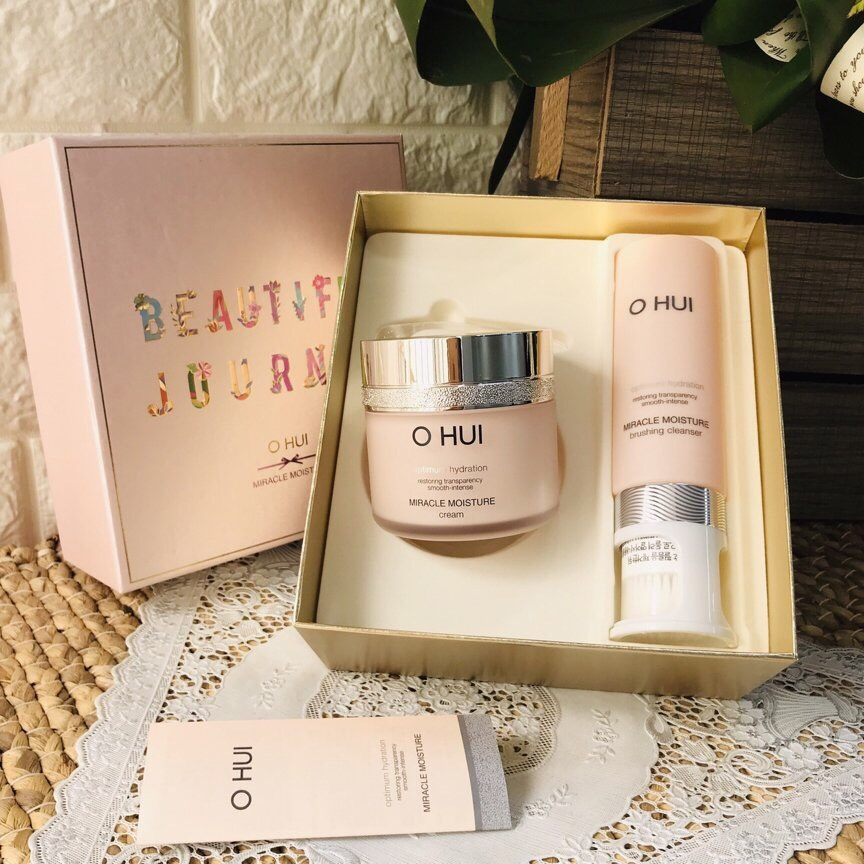 BEAUTIF
JOURN
O HUI
MIRACLE MOIST
O HUI
optimum hydration
restoring transparency
smooth-intense
MIRACLE MOISTURE
cream
O HUI
optimum hydration
restoring transparency
smooth-intense
MIRACLE MOISTURE
brushing cleanser
O HUI
optimum hydration
restoring transparency
smooth-intense
MIRACLE MOISTURE